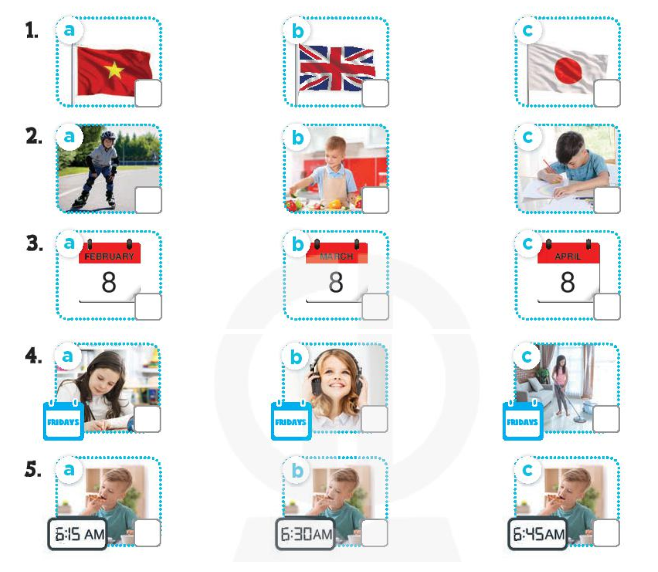 1. a b c
2. a b c
3. a b c
FEBRUARY MARCH APRIL
8 8 8
4. a b c
FRIDAYS FRIDAYS FRIDAYS
5. a b c
6:15 AM 6:30AM 6:45AM